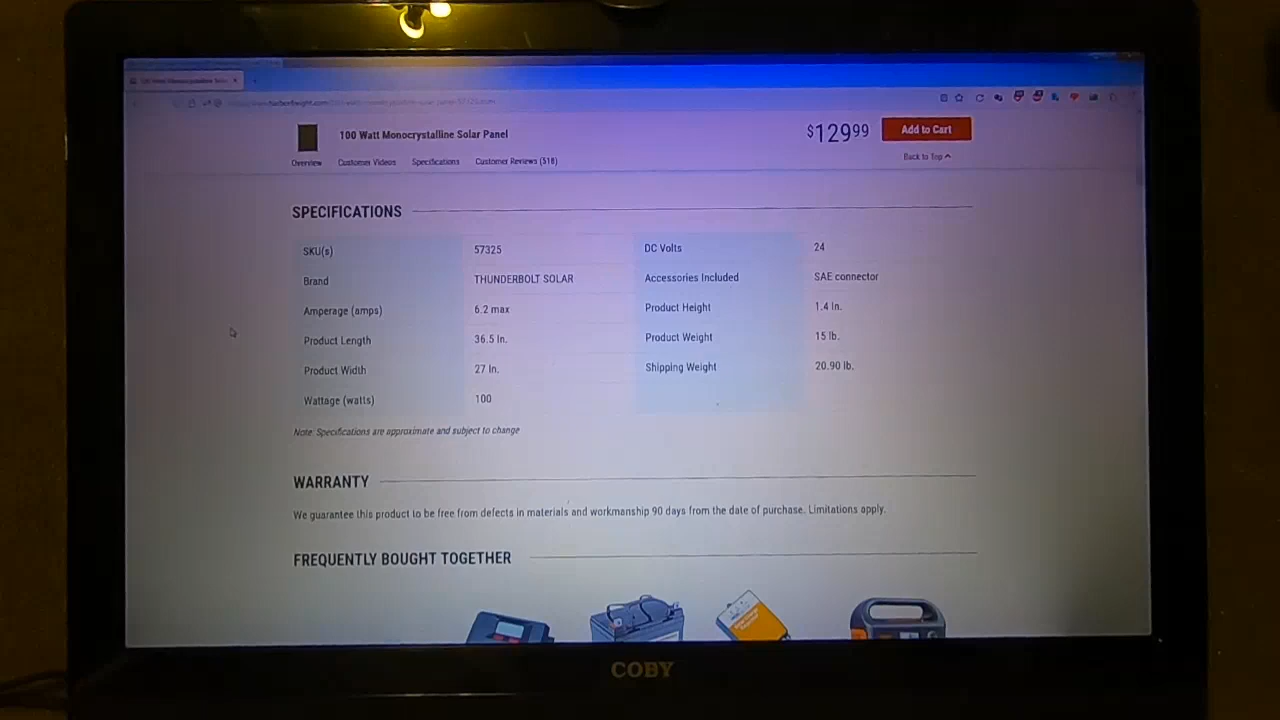 100 Watt Monocrystalline Solar Panel
$129.99
Add to Cart
Overview
Customer Videos
Specifications
Customer Reviews (518)
Back to Top
SPECIFICATIONS
SKU(s) 57325
DC Volts 24
Brand THUNDERBOLT SOLAR
Accessories Included SAE connector
Amperage (amps) 6.2 max
Product Height 1.4 In.
Product Length 36.5 In.
Product Weight 15 lb.
Product Width 27 In.
Shipping Weight 20.90 lb.
Wattage (watts) 100
Note: Specifications are approximate and subject to change
WARRANTY
We guarantee this product to be free from defects in materials and workmanship 90 days from the date of purchase. Limitations apply.
FREQUENTLY BOUGHT TOGETHER
COBY